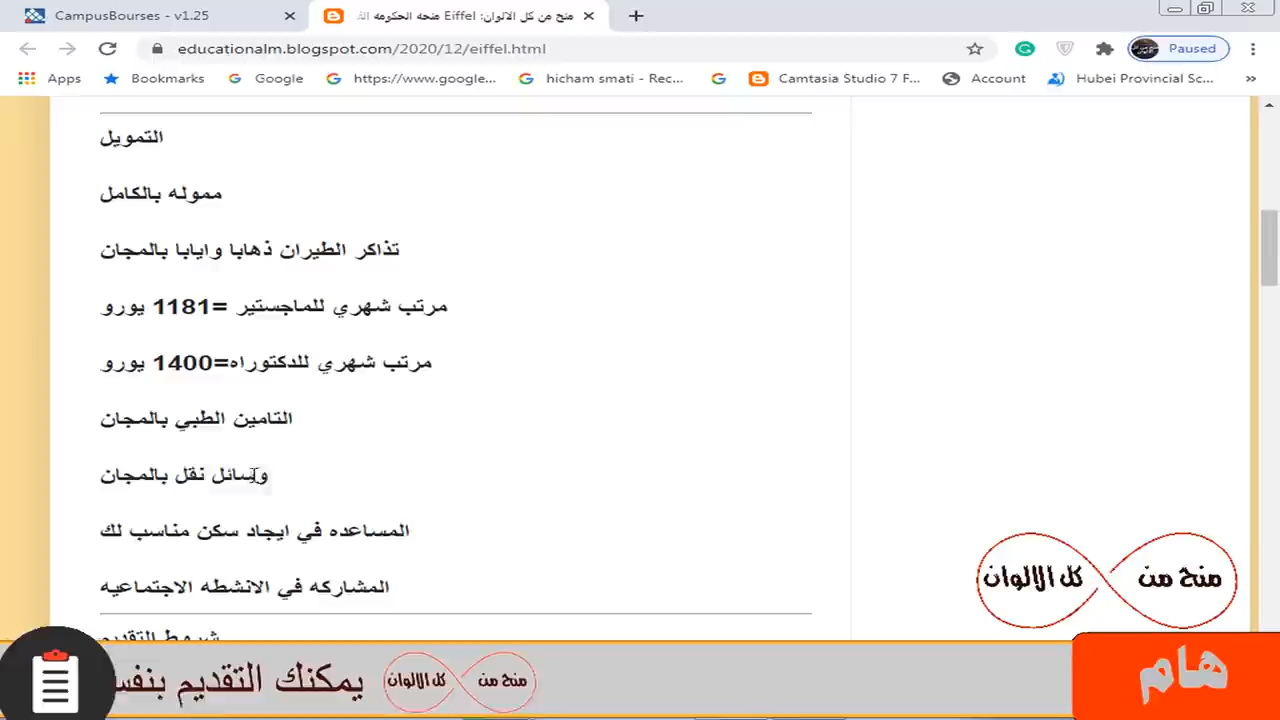 CampusBourses - v1.25
منح من كل الالوان: Eiffel منحه الحكومه
educationalm.blogspot.com/2020/12/eiffel.html
Paused
Apps
Bookmarks
Google
https://www.google...
hicham smati - Rec...
Camtasia Studio 7 F...
Account
Hubei Provincial Sc...
التمويل
مموله بالكامل
تذاكر الطيران ذهابا وايابا بالمجان
مرتب شهري للماجستير =1181 يورو
مرتب شهري للدكتوراه=1400 يورو
التامين الطبي بالمجان
وسائل نقل بالمجان
المساعده في ايجاد سكن مناسب لك
المشاركه في الانشطه الاجتماعيه
شروط التقديم
منح من كل الالوان
هام
منح من كل الالوان
يمكنك التقديم